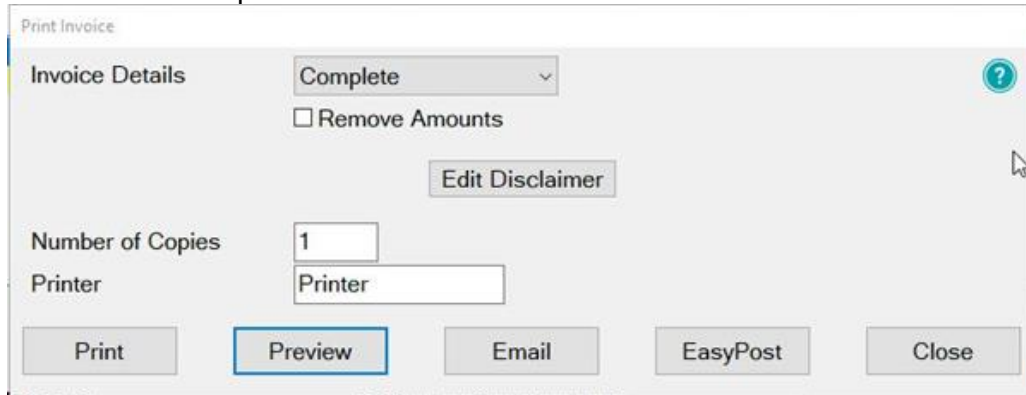 Print Invoice
Invoice Details Complete
?
Remove Amounts
Edit Disclaimer
Number of Copies 1
Printer Printer
Print Preview Email EasyPost Close